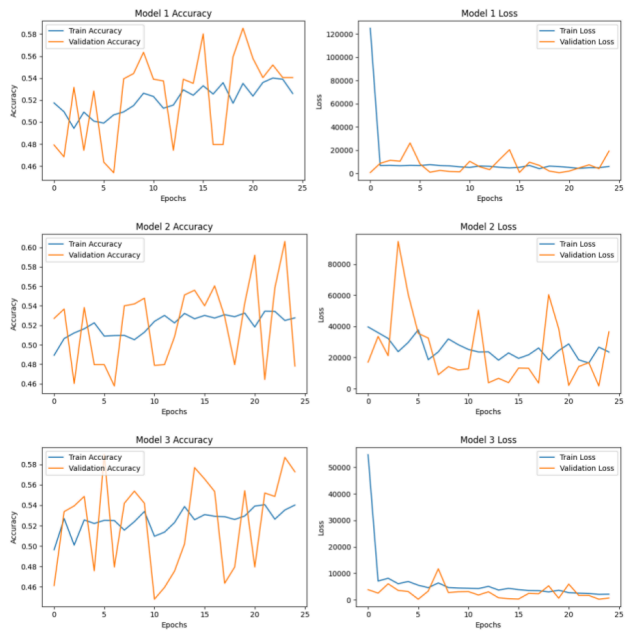 Model 1 Accuracy
Train Accuracy
Validation Accuracy
0.58
0.56
0.54
0.52
0.50
0.48
0.46
Accuracy
0 5 10 15 20 25
Epochs
Model 1 Loss
Train Loss
Validation Loss
120000
100000
80000
60000
40000
20000
0
Loss
0 5 10 15 20 25
Epochs
Model 2 Accuracy
Train Accuracy
Validation Accuracy
0.60
0.58
0.56
0.54
0.52
0.50
0.48
0.46
Accuracy
0 5 10 15 20 25
Epochs
Model 2 Loss
Train Loss
Validation Loss
80000
60000
40000
20000
0
Loss
0 5 10 15 20 25
Epochs
Model 3 Accuracy
Train Accuracy
Validation Accuracy
0.58
0.56
0.54
0.52
0.50
0.48
0.46
Accuracy
0 5 10 15 20 25
Epochs
Model 3 Loss
Train Loss
Validation Loss
50000
40000
30000
20000
10000
0
Loss
0 5 10 15 20 25
Epochs